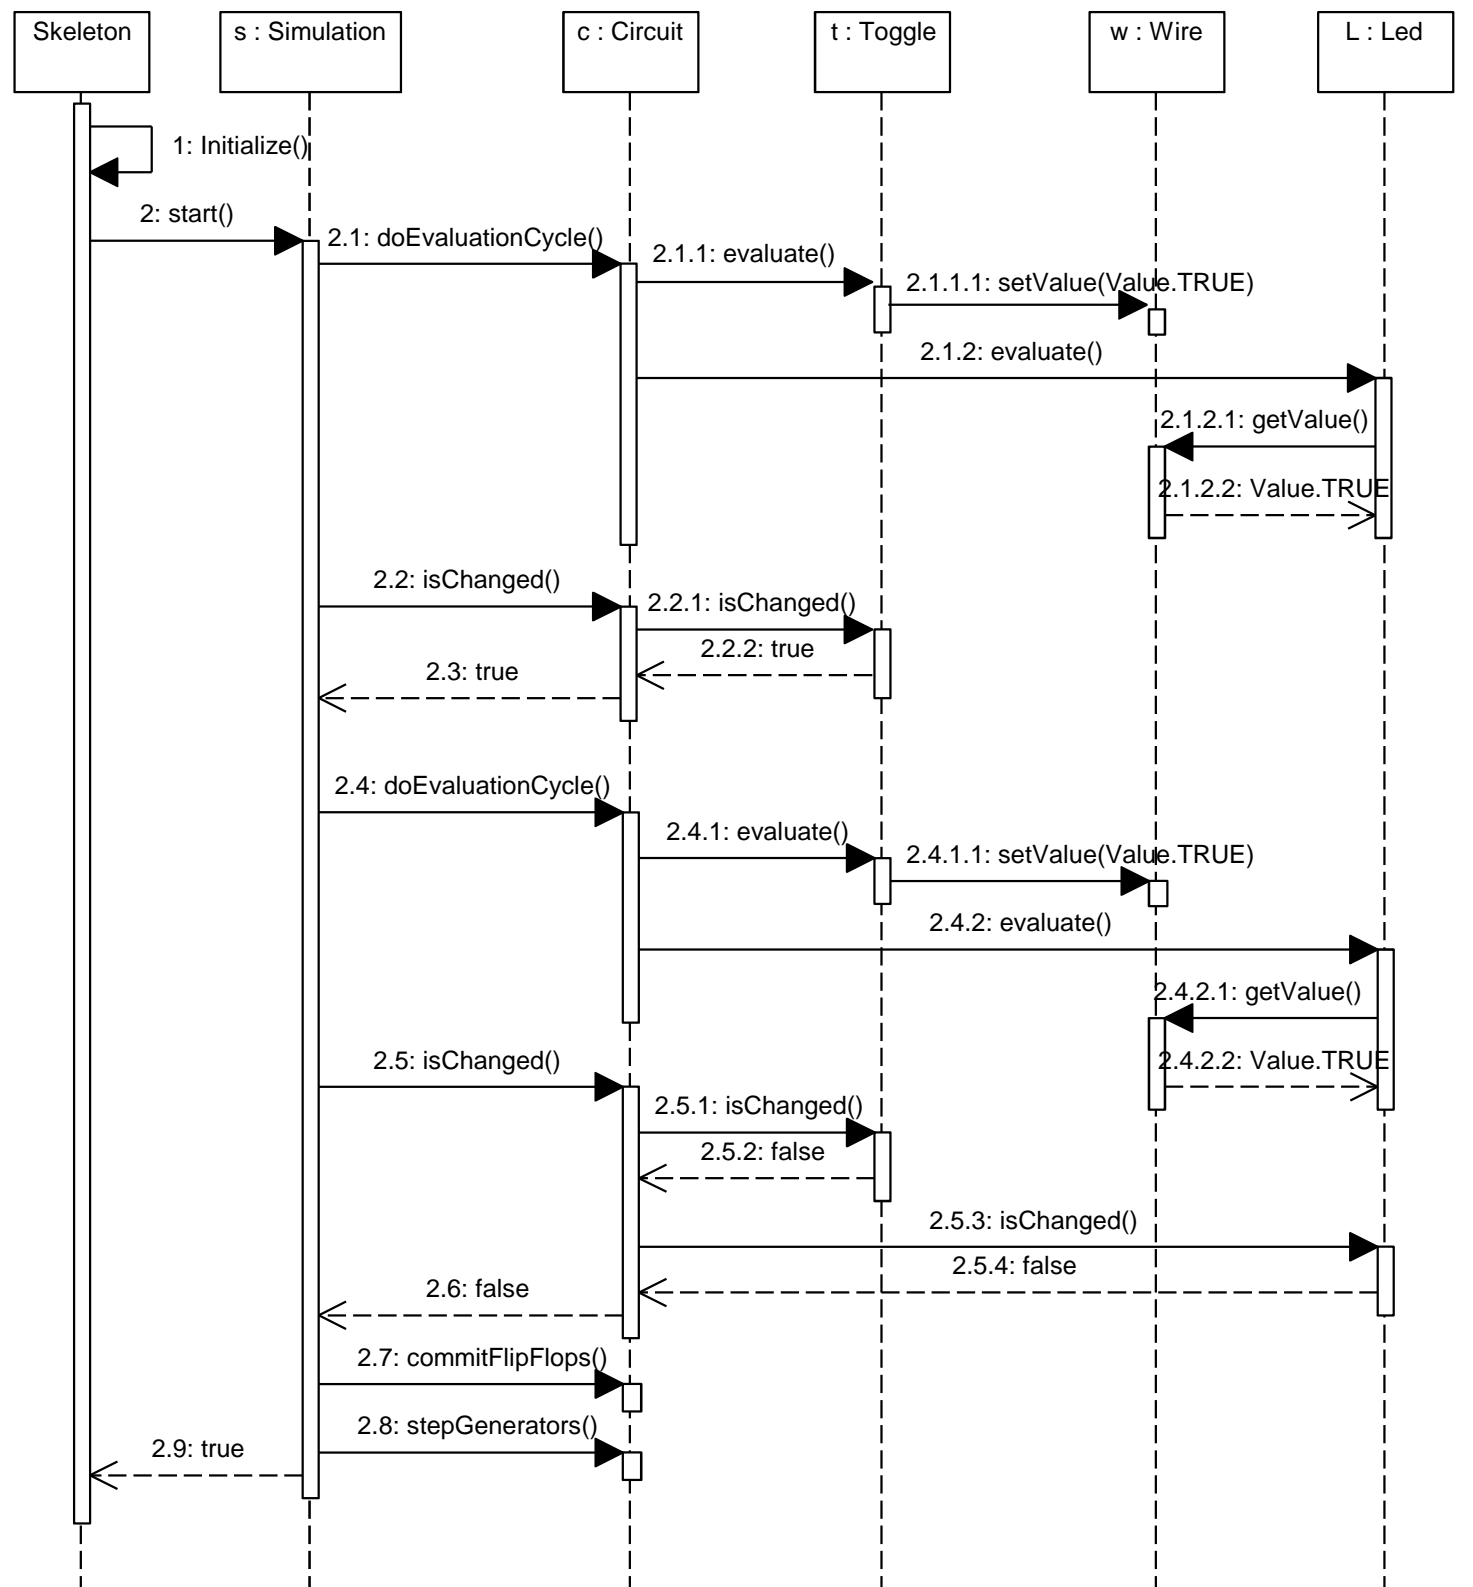 Skeleton
s : Simulation
c : Circuit
t : Toggle
w : Wire
L : Led
1: Initialize()
2: start()
2.1: doEvaluationCycle()
2.1.1: evaluate()
2.1.1.1: setValue(Value.TRUE)
2.1.2: evaluate()
2.1.2.1: getValue()
2.1.2.2: Value.TRUE
2.2: isChanged()
2.2.1: isChanged()
2.2.2: true
2.3: true
2.4: doEvaluationCycle()
2.4.1: evaluate()
2.4.1.1: setValue(Value.TRUE)
2.4.2: evaluate()
2.4.2.1: getValue()
2.4.2.2: Value.TRUE
2.5: isChanged()
2.5.1: isChanged()
2.5.2: false
2.5.3: isChanged()
2.5.4: false
2.6: false
2.7: commitFlipFlops()
2.8: stepGenerators()
2.9: true